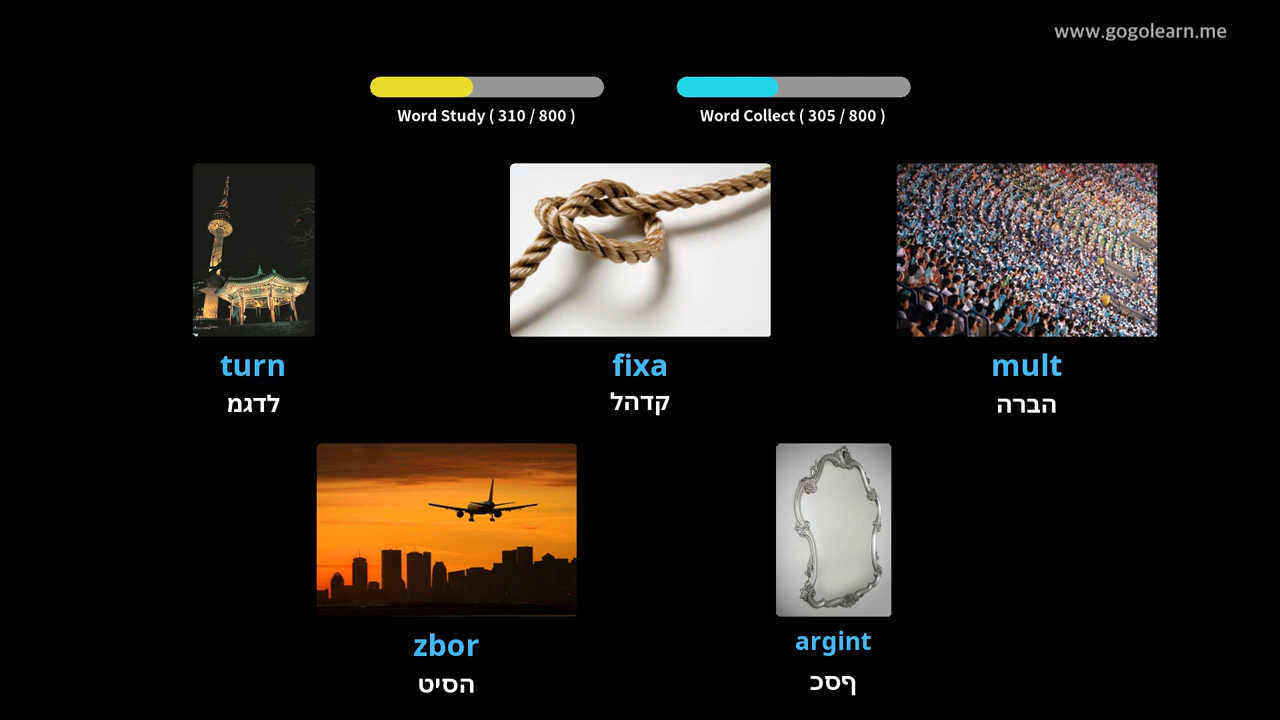 www.gogolearn.me
Word Study ( 310 / 800 )
Word Collect ( 305 / 800 )
turn
לדגמ
fixa
קדהל
mult
הברה
zbor
הסיט
argint
ףסכ